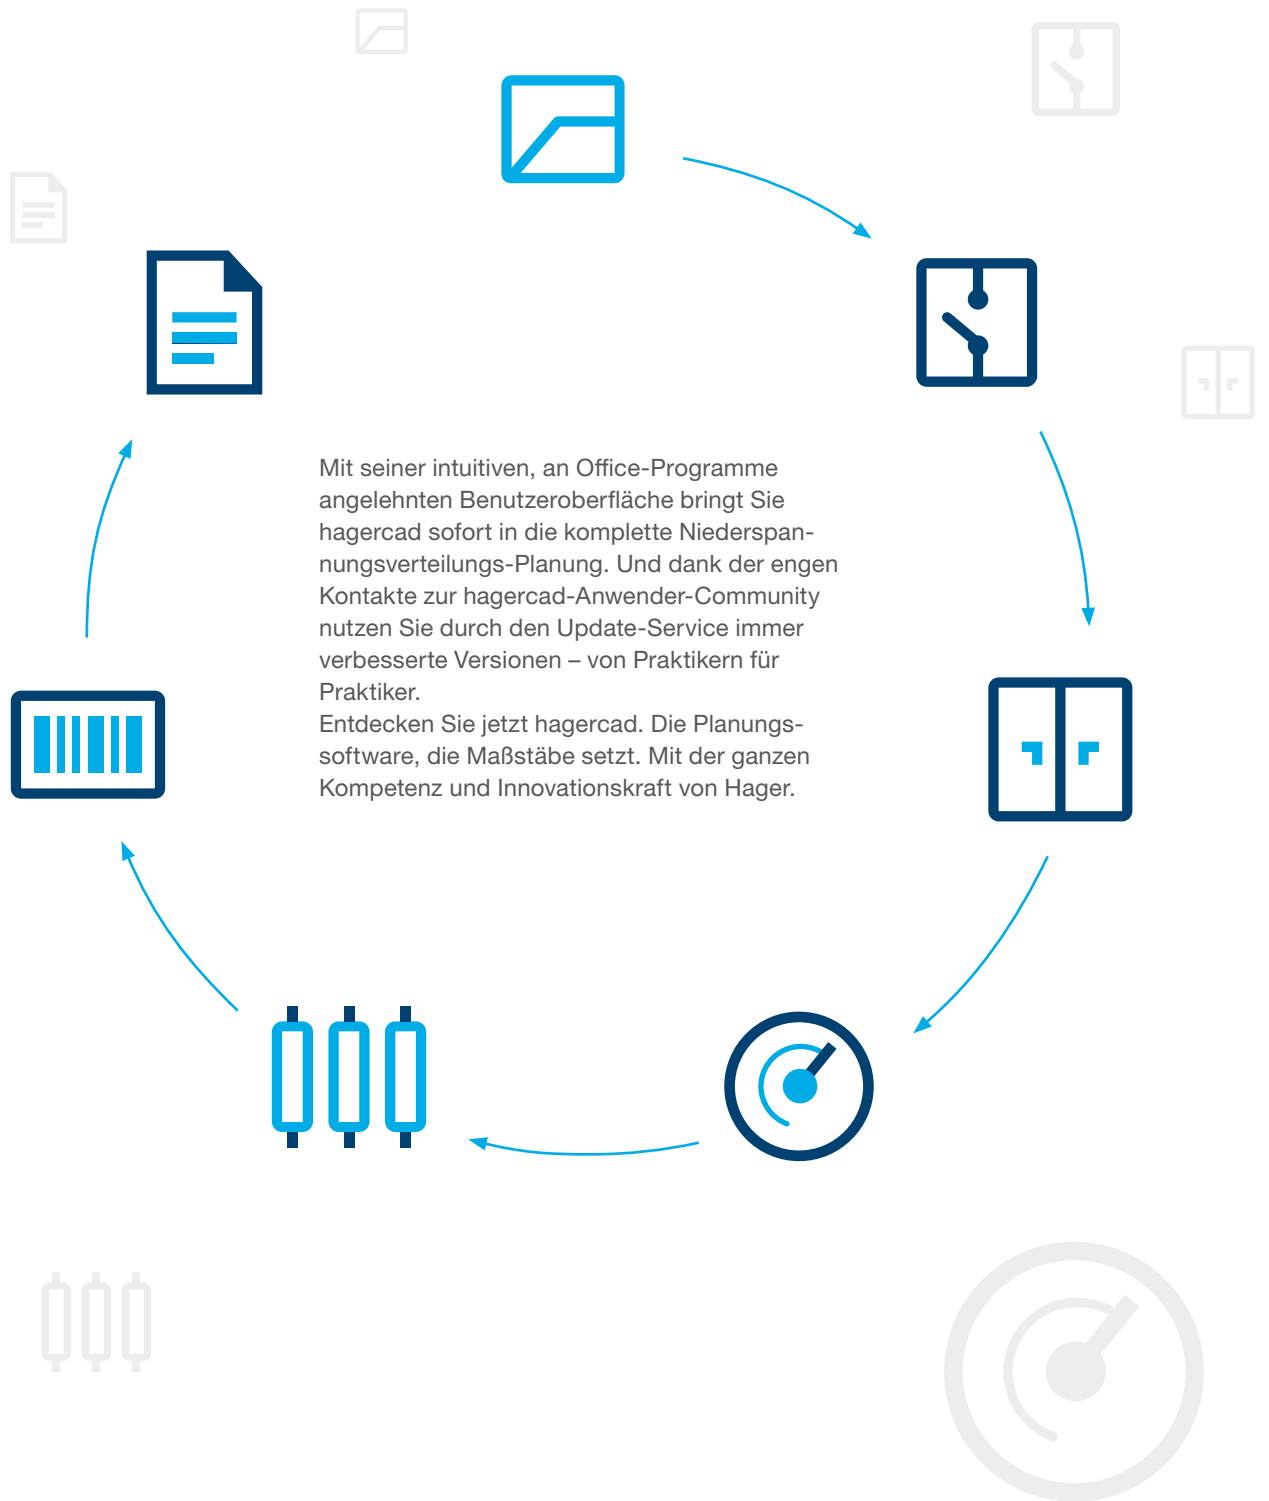 Mit seiner intuitiven, an Office-Programme
angelehnten Benutzeroberfläche bringt Sie
hagercad sofort in die komplette Niederspan-
nungsverteilungs-Planung. Und dank der engen
Kontakte zur hagercad-Anwender-Community
nutzen Sie durch den Update-Service immer
verbesserte Versionen – von Praktikern für
Praktiker.
Entdecken Sie jetzt hagercad. Die Planungs-
software, die Maßstäbe setzt. Mit der ganzen
Kompetenz und Innovationskraft von Hager.